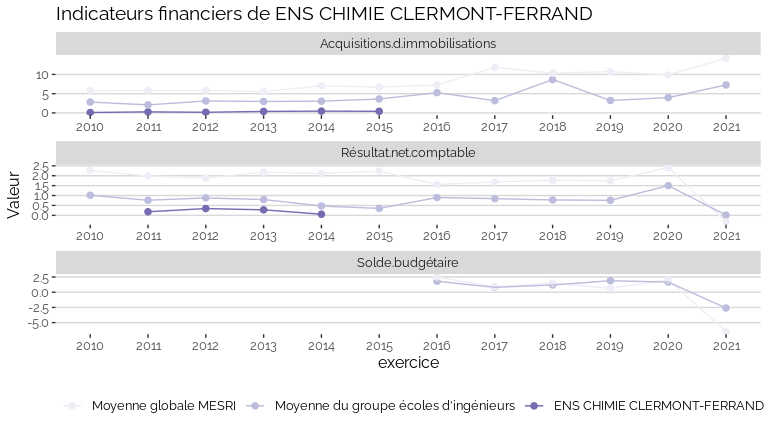 Indicateurs financiers de ENS CHIMIE CLERMONT-FERRAND
Acquisitions.d.immobilisations
10
5
0
2010 2011 2012 2013 2014 2015 2016 2017 2018 2019 2020 2021
Résultat.net.comptable
2.5
2.0
1.5
1.0
0.5
0.0
2010 2011 2012 2013 2014 2015 2016 2017 2018 2019 2020 2021
Valeur
Solde.budgétaire
2.5
0.0
-2.5
-5.0
2010 2011 2012 2013 2014 2015 2016 2017 2018 2019 2020 2021
exercice
Moyenne globale MESRI Moyenne du groupe écoles d'ingénieurs ENS CHIMIE CLERMONT-FERRAND